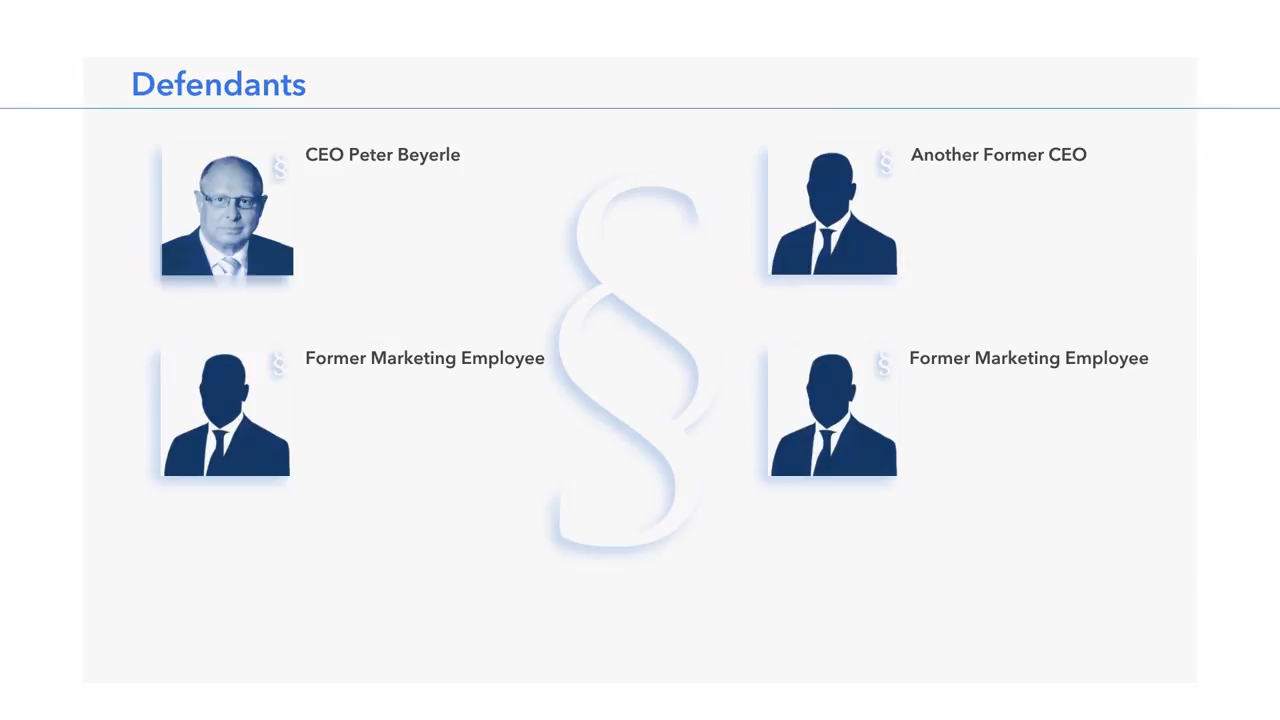 Defendants
CEO Peter Beyerle
§
Another Former CEO
§
Former Marketing Employee
§
Former Marketing Employee
§
§